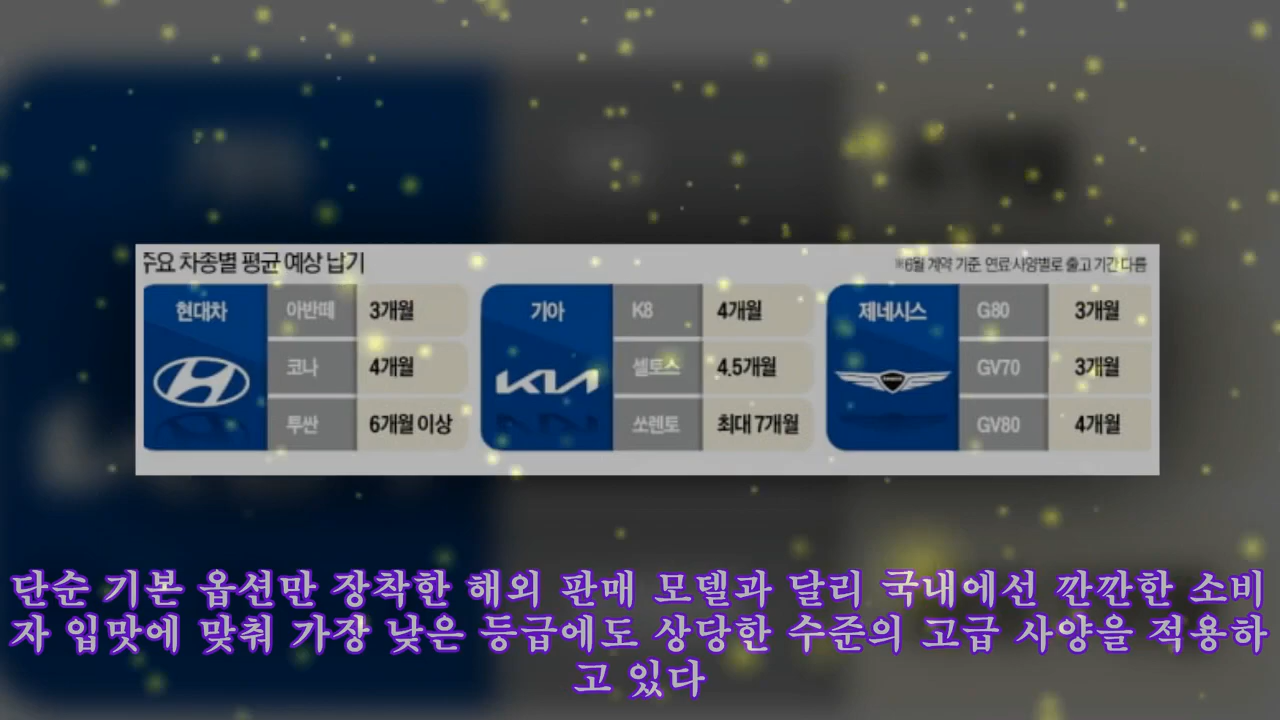 주요 차종별 평균 예상 납기
※6월 계약 기준. 연료·사양별로 출고 기간 다름
현대차
아반떼 3개월
코나 4개월
투싼 6개월 이상
기아
K8 4개월
셀토스 4.5개월
쏘렌토 최대 7개월
제네시스
G80 3개월
GV70 3개월
GV80 4개월
단순 기본 옵션만 장착한 해외 판매 모델과 달리 국내에선 깐깐한 소비
자 입맛에 맞춰 가장 낮은 등급에도 상당한 수준의 고급 사양을 적용하
고 있다